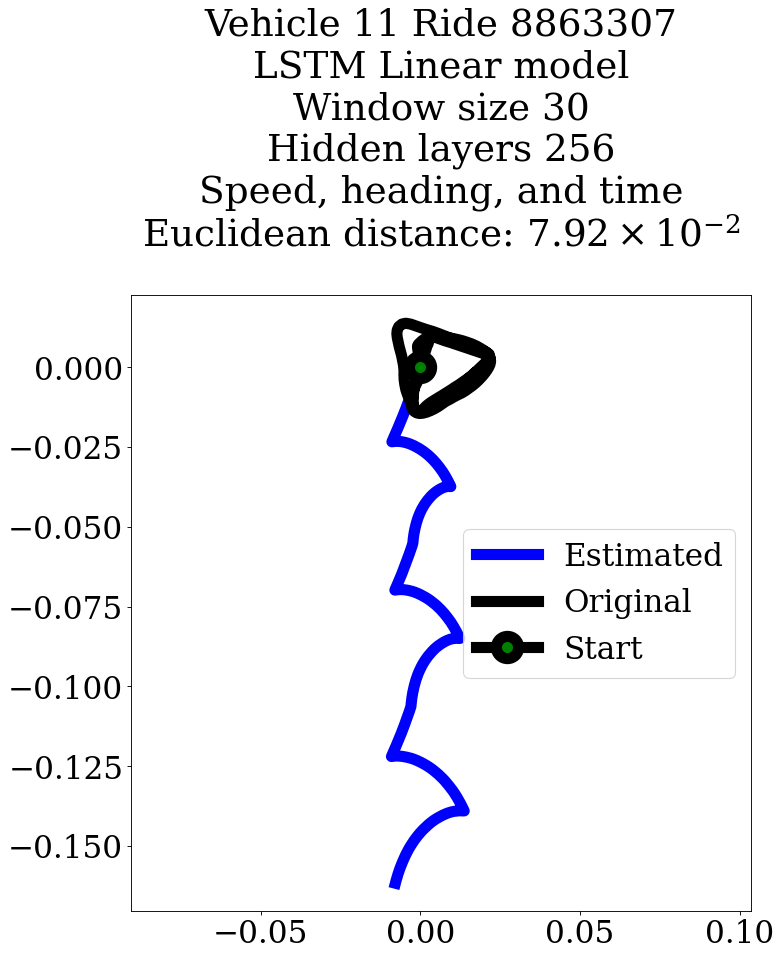 Vehicle 11 Ride 8863307
LSTM Linear model
Window size 30
Hidden layers 256
Speed, heading, and time
Euclidean distance: 7.92 × 10⁻²
0.000
−0.025
−0.050
−0.075
−0.100
−0.125
−0.150
Estimated
Original
Start
−0.05 0.00 0.05 0.10